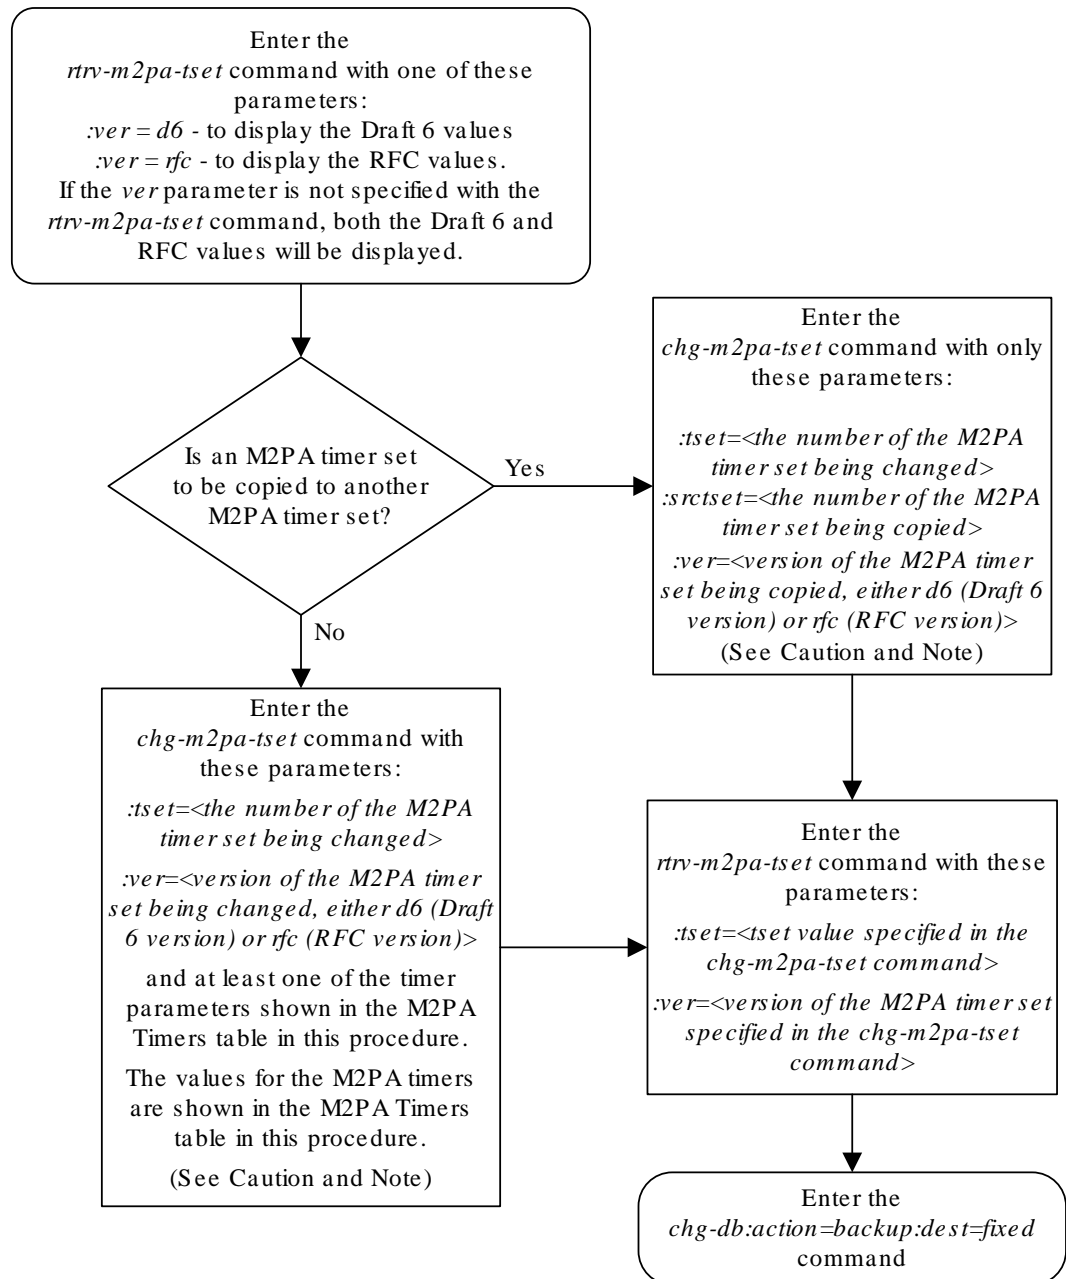 Enter the
rtrv-m2pa-tset command with one of these
parameters:
:ver = d6 - to display the Draft 6 values
:ver = rfc - to display the RFC values.
If the ver parameter is not specified with the
rtrv-m2pa-tset command, both the Draft 6 and
RFC values will be displayed.
Is an M2PA timer set
to be copied to another
M2PA timer set?
Yes
No
Enter the
chg-m2pa-tset command with only
these parameters:
:tset=<the number of the M2PA
timer set being changed>
:srctset=<the number of the M2PA
timer set being copied>
:ver=<version of the M2PA timer
set being copied, either d6 (Draft 6
version) or rfc (RFC version)>
(See Caution and Note)
Enter the
chg-m2pa-tset command with
these parameters:
:tset=<the number of the M2PA
timer set being changed>
:ver=<version of the M2PA timer
set being changed, either d6 (Draft
6 version) or rfc (RFC version)>
and at least one of the timer
parameters shown in the M2PA
Timers table in this procedure.
The values for the M2PA timers
are shown in the M2PA Timers
table in this procedure.
(See Caution and Note)
Enter the
rtrv-m2pa-tset command with these
parameters:
:tset=<tset value specified in the
chg-m2pa-tset command>
:ver=<version of the M2PA timer set
specified in the chg-m2pa-tset
command>
Enter the
chg-db:action=backup:dest=fixed
command